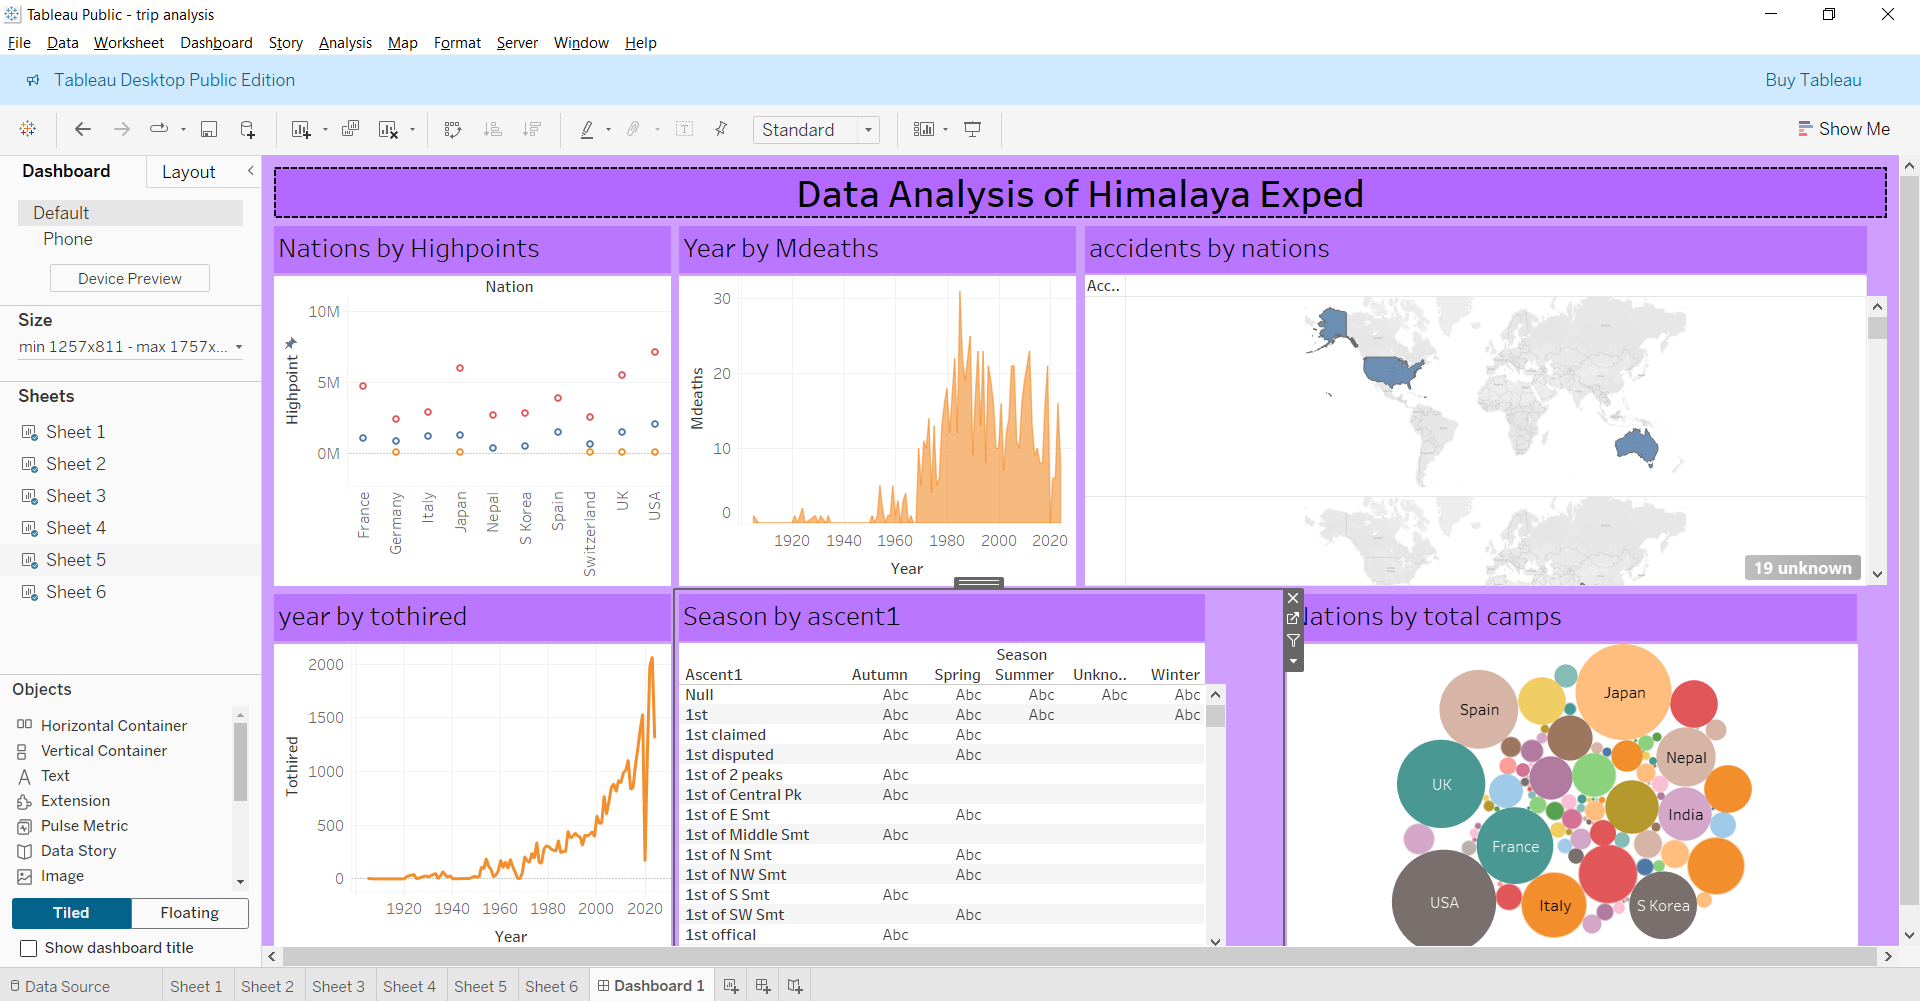 Tableau Public - trip analysis
File Data Worksheet Dashboard Story Analysis Map Format Server Window Help
Tableau Desktop Public Edition
Buy Tableau
Standard
Show Me
Dashboard
Layout
Default
Phone
Device Preview
Size
min 1257x811 - max 1757x...
Sheets
Sheet 1
Sheet 2
Sheet 3
Sheet 4
Sheet 5
Sheet 6
Objects
Horizontal Container
Vertical Container
Text
Extension
Pulse Metric
Data Story
Image
Tiled
Floating
Show dashboard title
Data Analysis of Himalaya Exped
Nations by Highpoints
Nation
Highpoint
10M
5M
0M
France
Germany
Italy
Japan
Nepal
S Korea
Spain
Switzerland
UK
USA
Year by Mdeaths
Mdeaths
30
20
10
0
1920 1940 1960 1980 2000 2020
Year
accidents by nations
Acc..
19 unknown
year by tothired
Tothired
2000
1500
1000
500
0
1920 1940 1960 1980 2000 2020
Year
Season by ascent1
Season
Ascent1 Autumn Spring Summer Unkno.. Winter
Null Abc Abc Abc Abc Abc
1st Abc Abc Abc Abc
1st claimed Abc Abc
1st disputed Abc
1st of 2 peaks Abc
1st of Central Pk Abc
1st of E Smt Abc
1st of Middle Smt Abc
1st of N Smt Abc
1st of NW Smt Abc
1st of S Smt Abc
1st of SW Smt Abc
1st offical Abc
Nations by total camps
Japan
Spain
Nepal
UK
India
France
USA
Italy
S Korea
Data Source
Sheet 1
Sheet 2
Sheet 3
Sheet 4
Sheet 5
Sheet 6
Dashboard 1